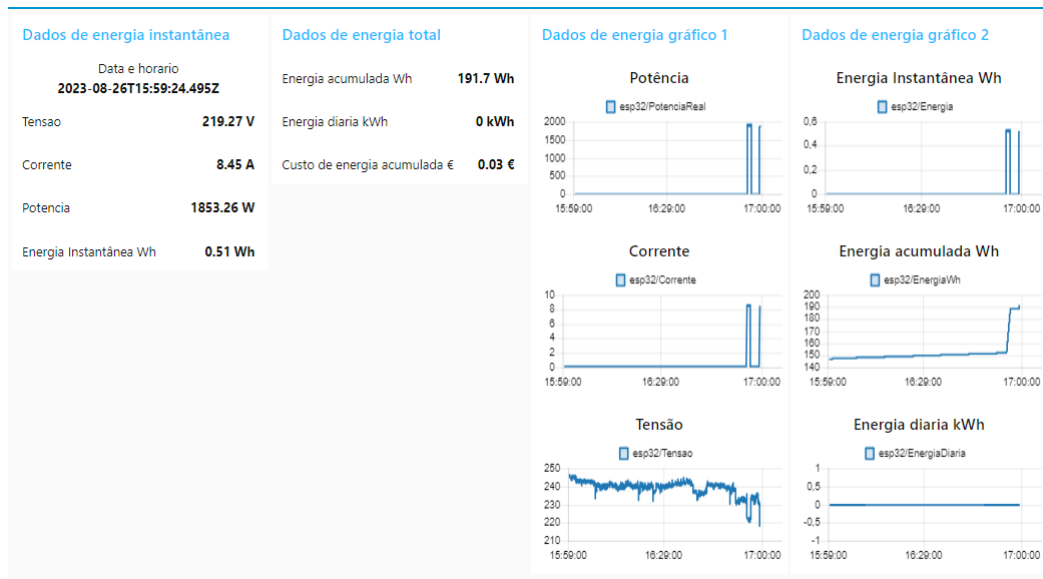 Dados de energia instantânea
Data e horario
2023-08-26T15:59:24.495Z
Tensao 219.27 V
Corrente 8.45 A
Potencia 1853.26 W
Energia Instantânea Wh 0.51 Wh
Dados de energia total
Energia acumulada Wh 191.7 Wh
Energia diaria kWh 0 kWh
Custo de energia acumulada € 0.03 €
Dados de energia gráfico 1
Potência
esp32/PotenciaReal
2000
1500
1000
500
0
15:59:00 16:29:00 17:00:00
Corrente
esp32/Corrente
10
8
6
4
2
0
15:59:00 16:29:00 17:00:00
Tensão
esp32/Tensao
250
240
230
220
210
15:59:00 16:29:00 17:00:00
Dados de energia gráfico 2
Energia Instantânea Wh
esp32/Energia
0,6
0,4
0,2
0
15:59:00 16:29:00 17:00:00
Energia acumulada Wh
esp32/EnergiaWh
200
190
180
170
160
150
140
15:59:00 16:29:00 17:00:00
Energia diaria kWh
esp32/EnergiaDiaria
1
0,5
0
-0,5
-1
15:59:00 16:29:00 17:00:00